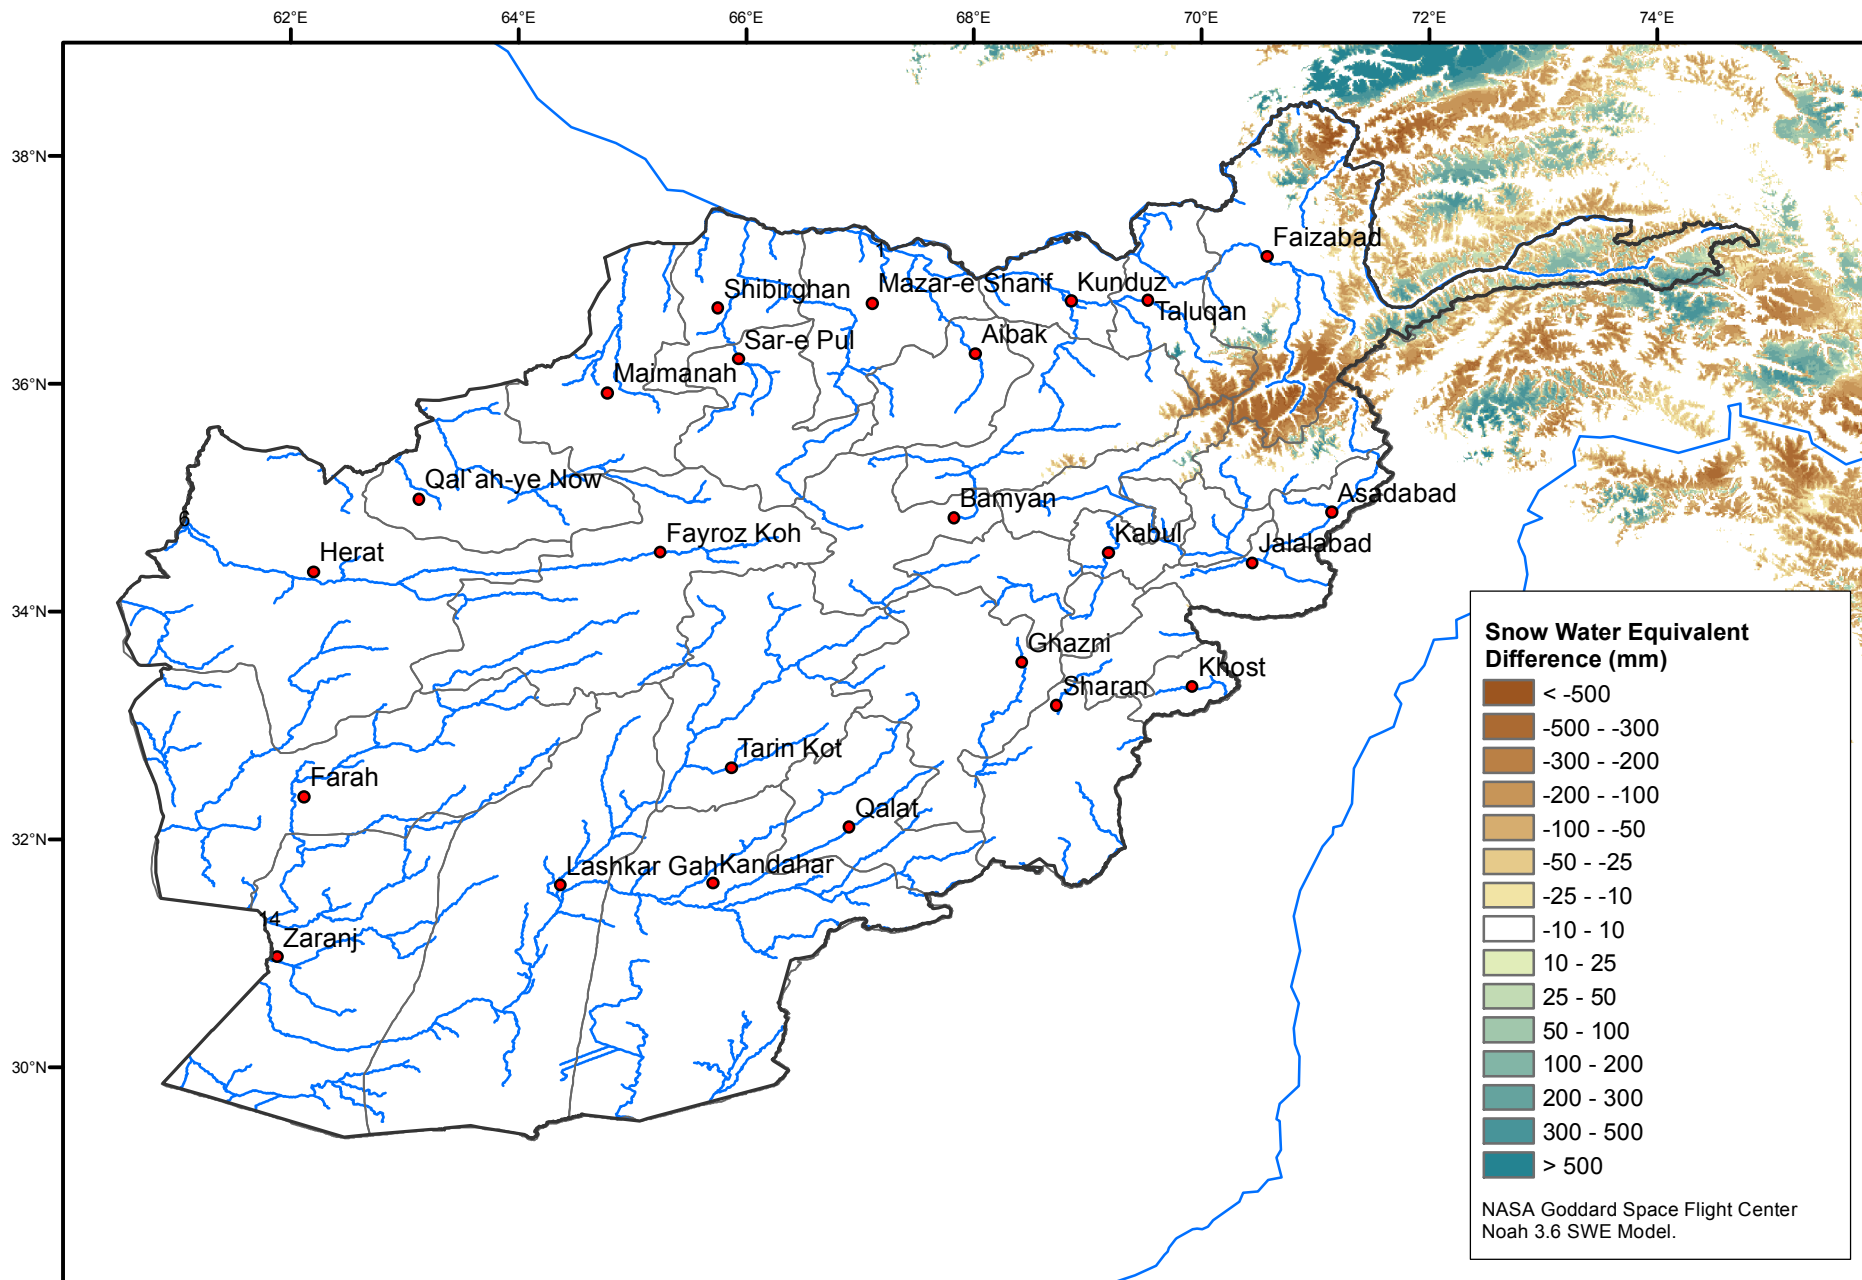 62°E
64°E
66°E
68°E
70°E
72°E
74°E
38°N
36°N
34°N
32°N
30°N
Faizabad
Kunduz
Mazar-e Sharif
Shibirghan
Taluqan
Sar-e Pul
Aibak
Maimanah
Qal ah-ye Now
Bamyan
Asadabad
6
Fayroz Koh
Kabul
Jalalabad
Herat
Ghazni
Khost
Sharan
Tarin Kot
Farah
Qalat
Lashkar Gah
Kandahar
14
Zaranj
1
Snow Water Equivalent
Difference (mm)
< -500
-500 - -300
-300 - -200
-200 - -100
-100 - -50
-50 - -25
-25 - -10
-10 - 10
10 - 25
25 - 50
50 - 100
100 - 200
200 - 300
300 - 500
> 500
NASA Goddard Space Flight Center
Noah 3.6 SWE Model.